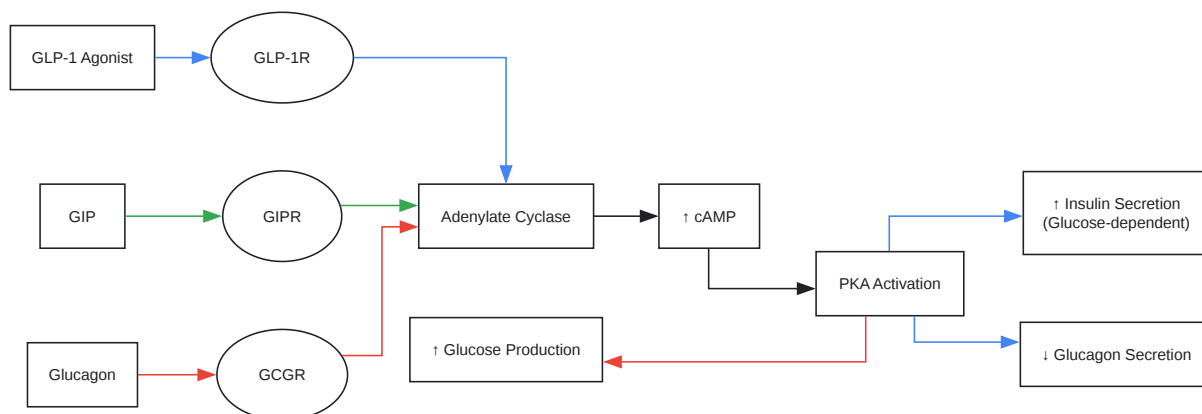 GLP-1 Agonist
GLP-1R
GIP
GIPR
Adenylate Cyclase
↑ cAMP
↑ Insulin Secretion
(Glucose-dependent)
PKA Activation
↑ Glucose Production
↓ Glucagon Secretion
Glucagon
GCGR